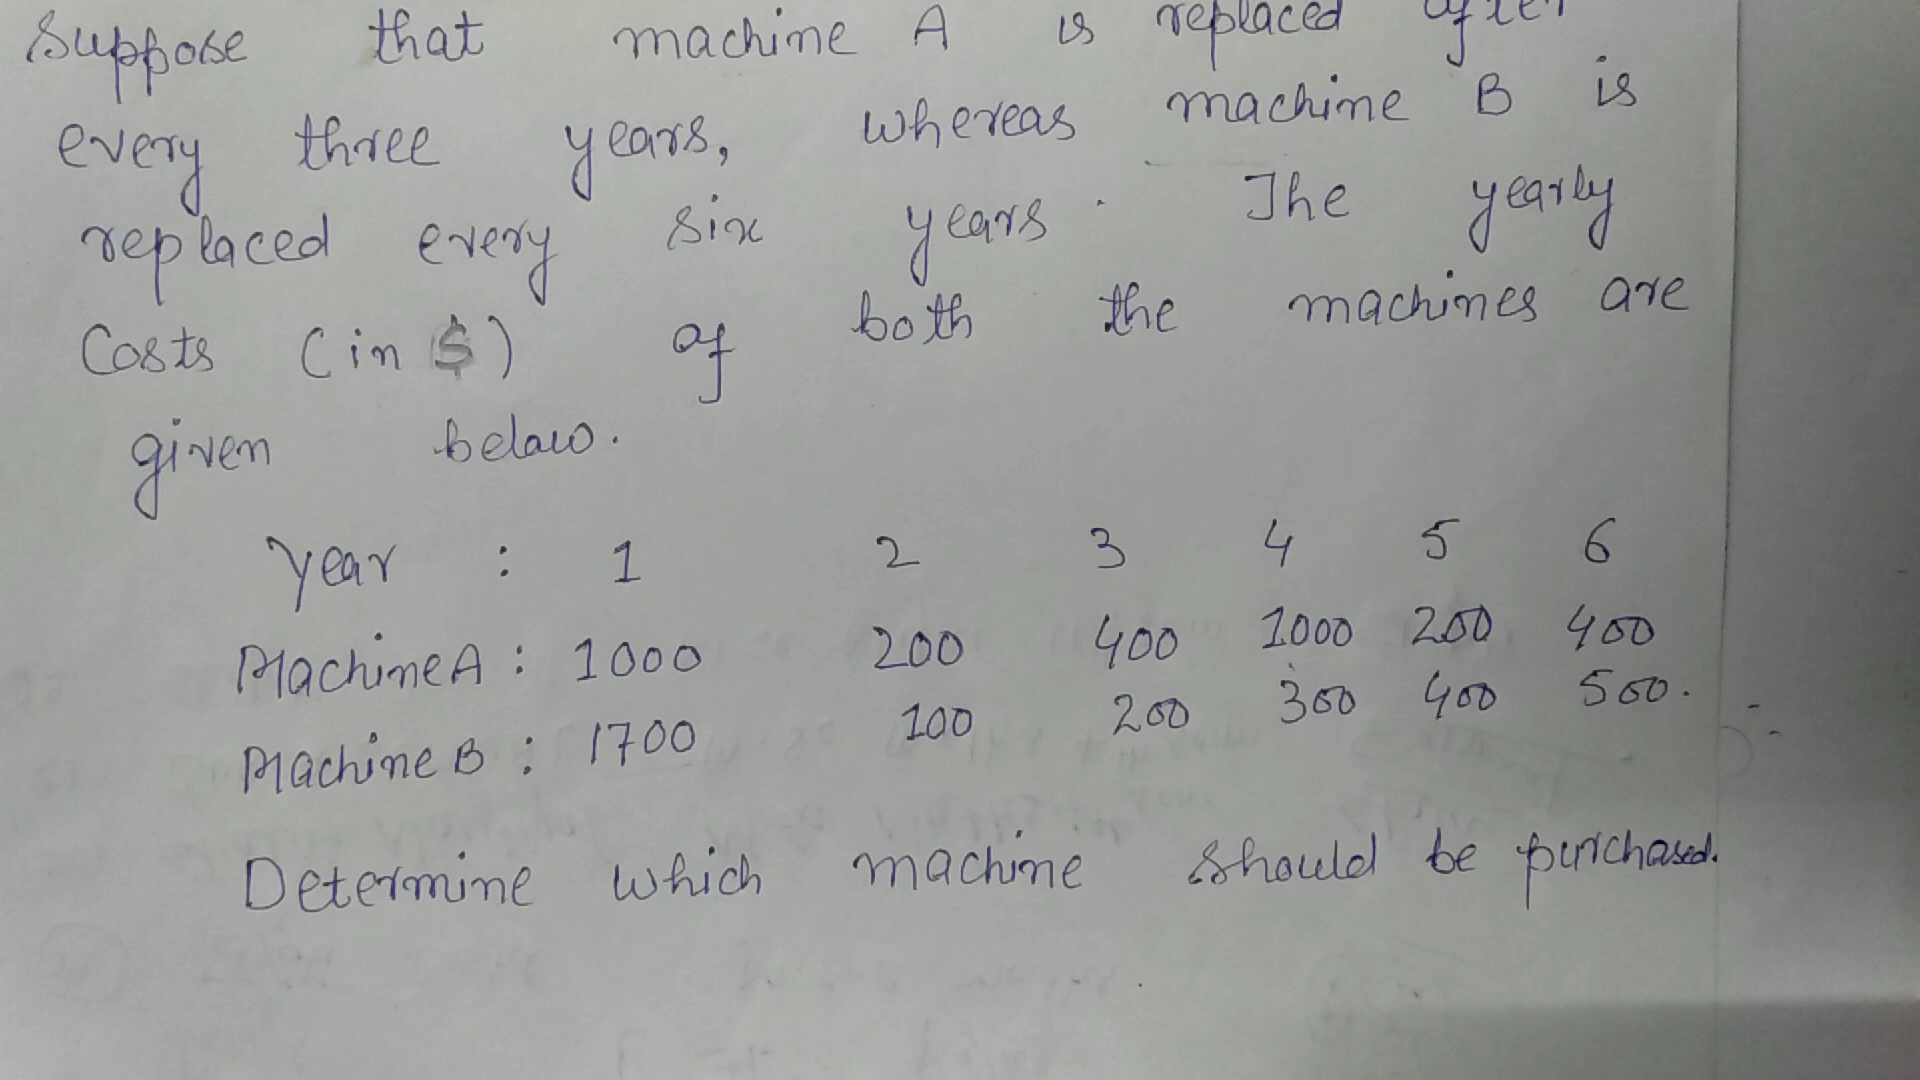 Suppose that machine A is replaced after
every three years, whereas machine B is
replaced every six years. The yearly
Costs (in $) of both the machines are
given below.
Year : 1 2 3 4 5 6
Machine A : 1000 200 400 1000 200 400
Machine B : 1700 100 200 300 400 500.
Determine which machine should be purchased.